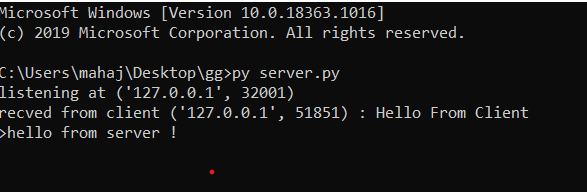 Microsoft Windows [Version 10.0.18363.1016]
(c) 2019 Microsoft Corporation. All rights reserved.
C:\Users\mahaj\Desktop\gg>py server.py
listening at ('127.0.0.1', 32001)
recved from client ('127.0.0.1', 51851) : Hello From Client
>hello from server !